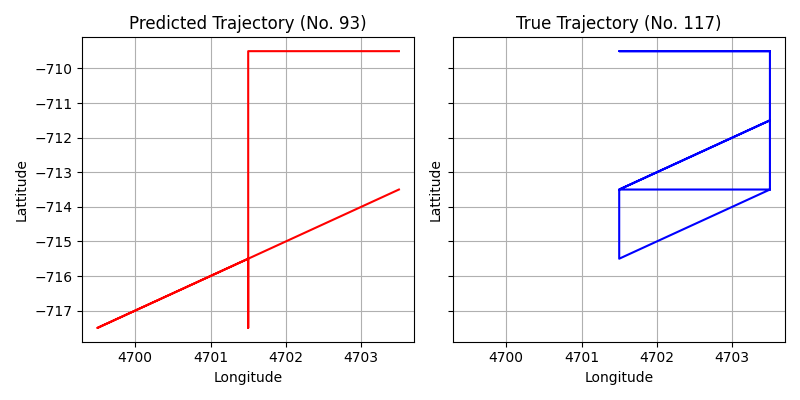 Predicted Trajectory (No. 93)
True Trajectory (No. 117)
Lattitude
−710
−711
−712
−713
−714
−715
−716
−717
4700 4701 4702 4703
Longitude
Lattitude
4700 4701 4702 4703
Longitude